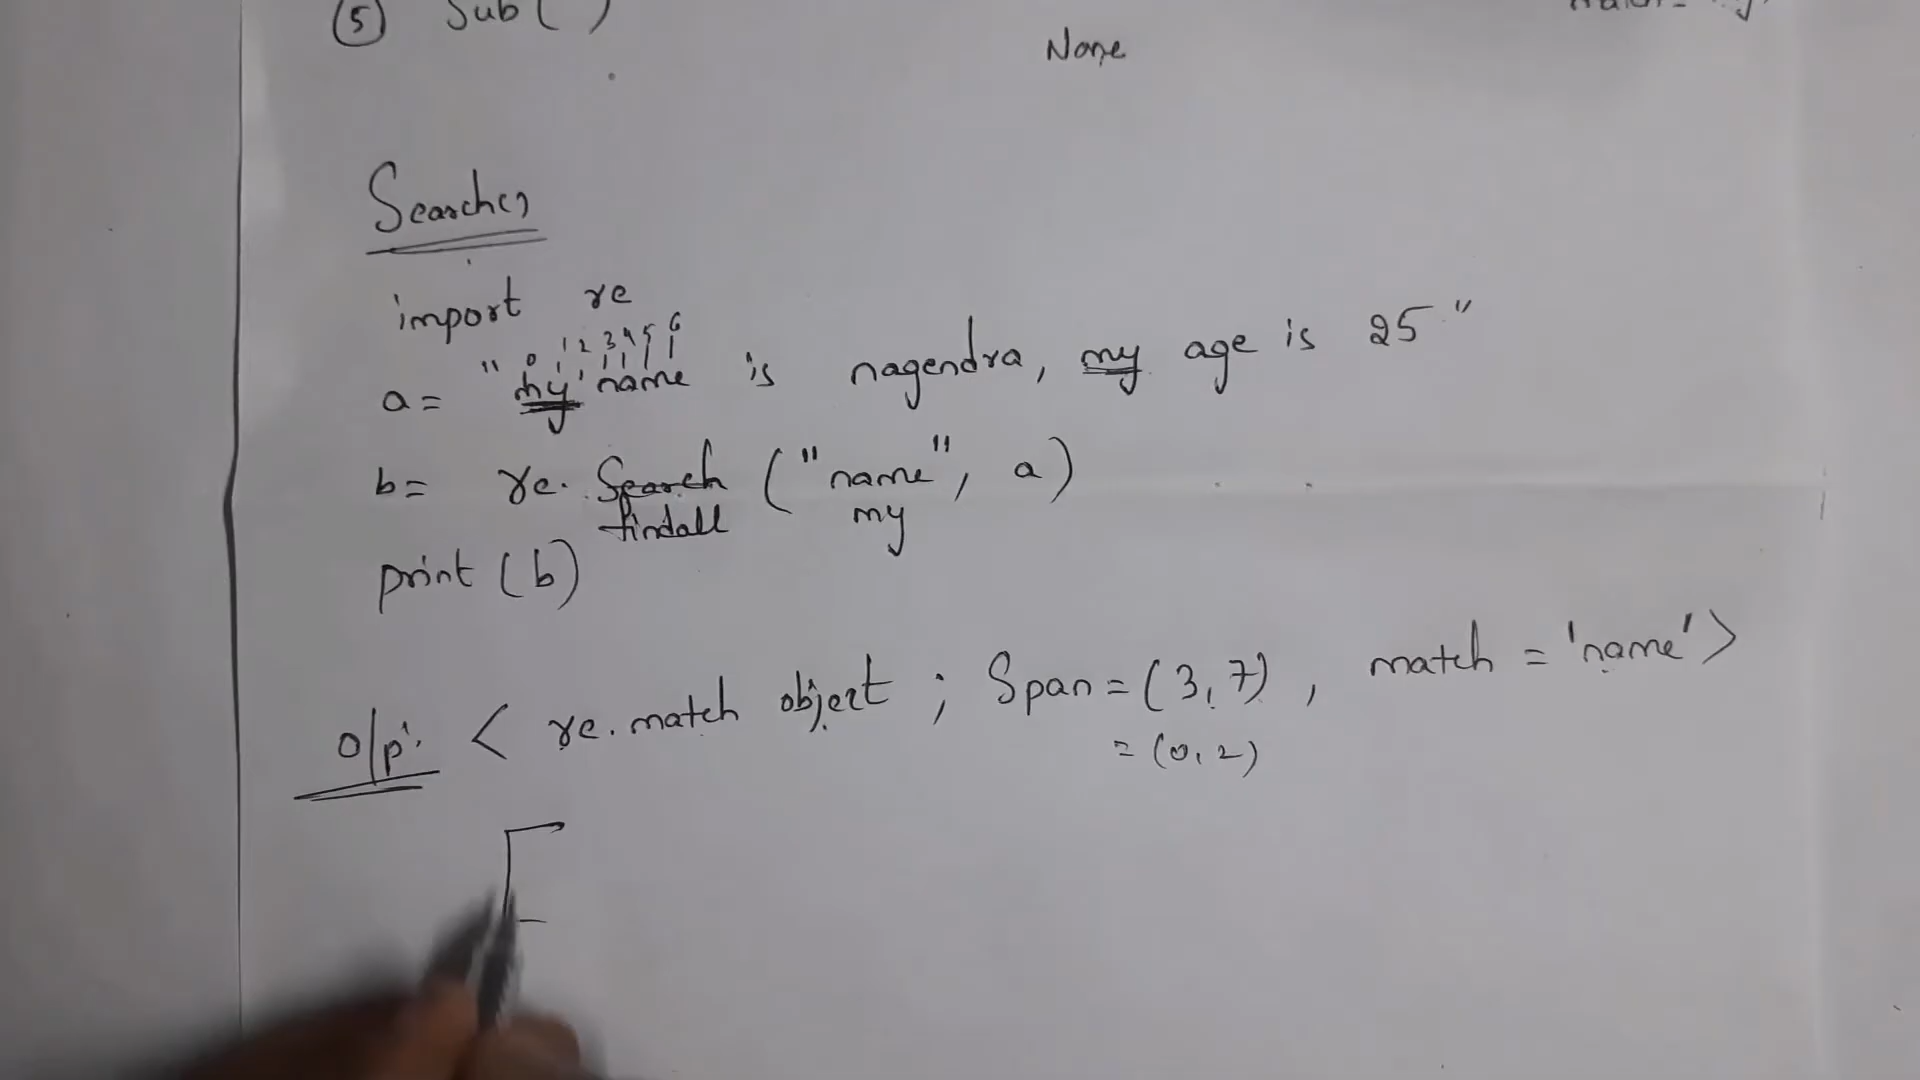 ⑤ Sub( )
None
Search()
import re
0 1 2 3 4 5 6
a= "my name is nagendra, my age is 25"
b= re. Search ("name", a)
findall my
print (b)
o/p: < re. match object ; Span = (3, 7) , match = 'name'>
= (0, 2)
[